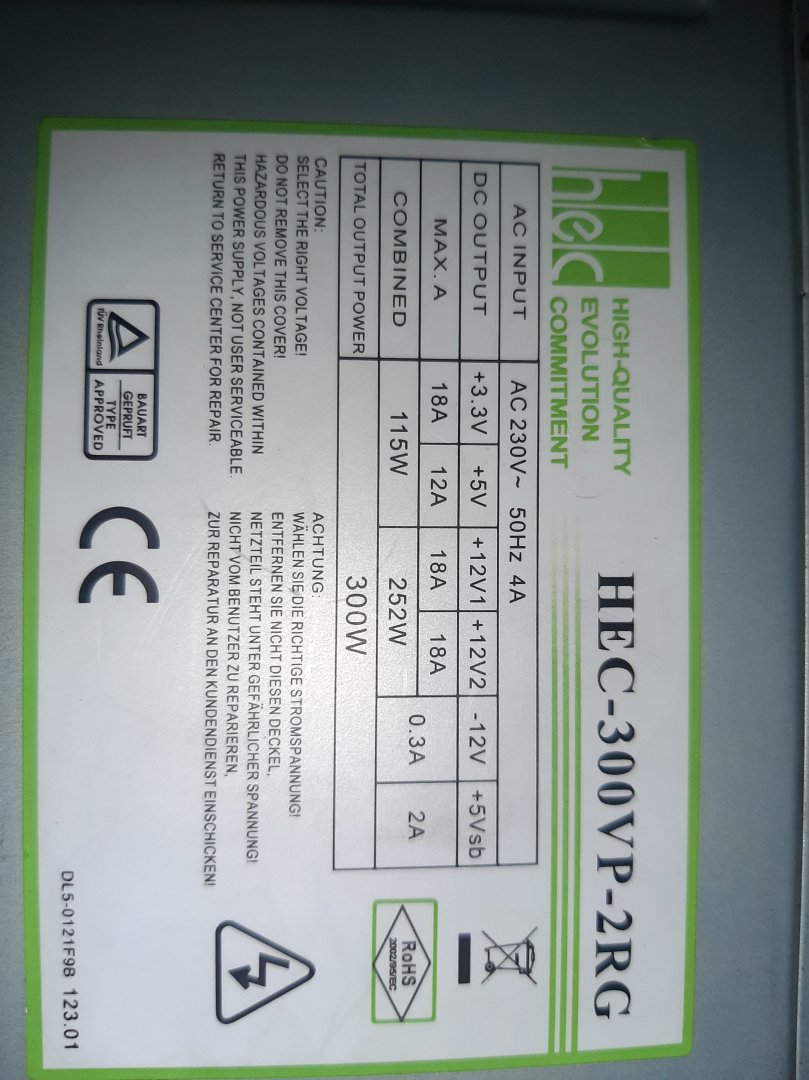 hec
HIGH-QUALITY
EVOLUTION
COMMITMENT
HEC-300VP-2RG
AC INPUT AC 230V~ 50Hz 4A
DC OUTPUT +3.3V +5V +12V1 +12V2 -12V +5Vsb
MAX. A 18A 12A 18A 18A 0.3A 2A
COMBINED 115W 252W
TOTAL OUTPUT POWER 300W
RoHS
2002/95/EC
CAUTION:
SELECT THE RIGHT VOLTAGE!
DO NOT REMOVE THIS COVER!
HAZARDOUS VOLTAGES CONTAINED WITHIN
THIS POWER SUPPLY, NOT USER SERVICEABLE.
RETURN TO SERVICE CENTER FOR REPAIR.
ACHTUNG:
WÄHLEN SIE DIE RICHTIGE STROMSPANNUNG!
ENTFERNEN SIE NICHT DIESEN DECKEL,
NETZTEIL STEHT UNTER GEFÄHRLICHER SPANNUNG!
NICHT VOM BENUTZER ZU REPARIEREN,
ZUR REPARATUR AN DEN KUNDENDIENST EINSCHICKEN!
TÜV Rheinland
BAUART
GEPRÜFT
TYPE
APPROVED
CE
DL5-0121F9B 123.01